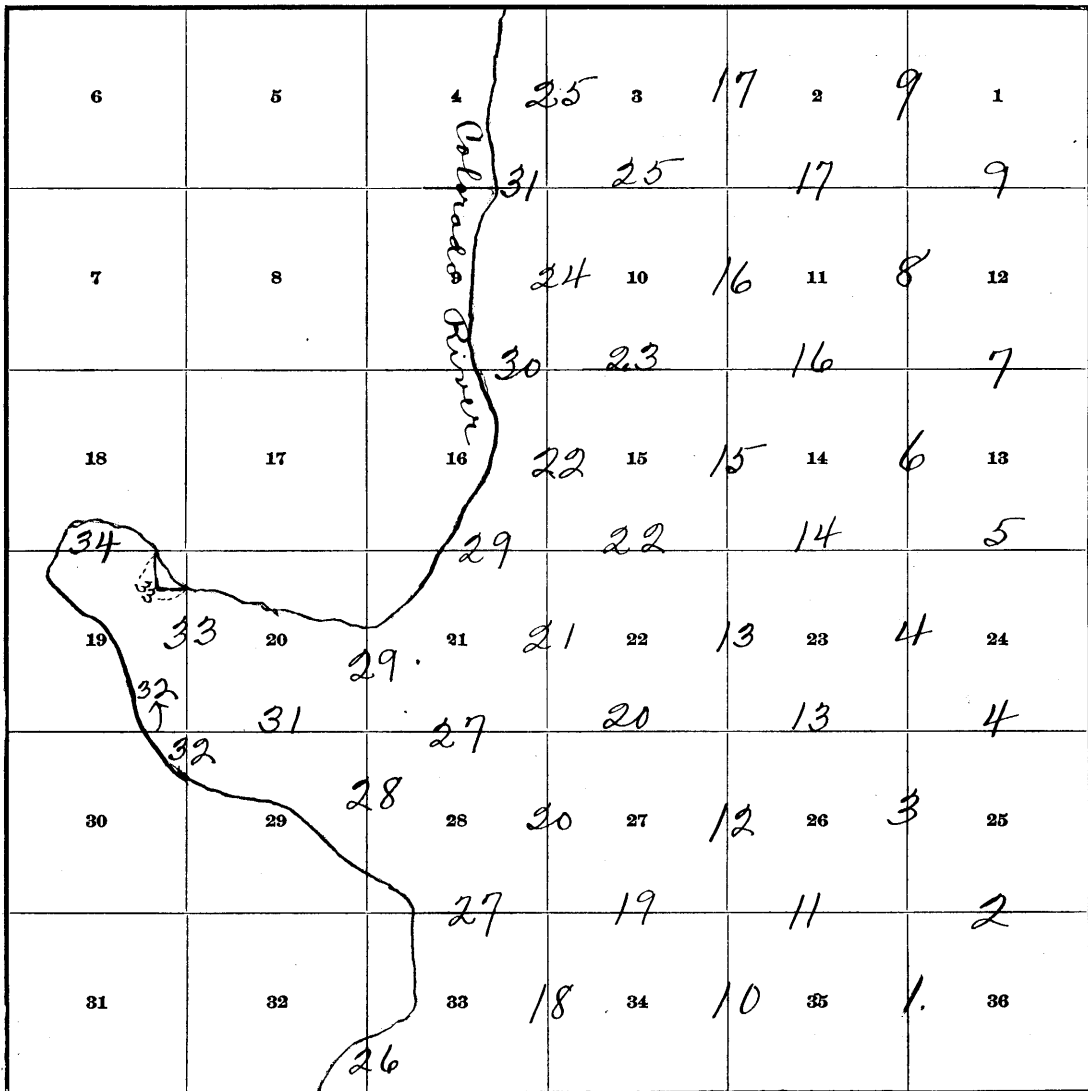 6 5 4 25 3 17 2 9 1
Colorado River
31 25 17 9
7 8 9 24 10 16 11 8 12
30 23 16 7
18 17 16 22 15 15 14 6 13
34 29 22 14 5
33
19 33 20 29 21 21 22 13 23 4 24
32 31 27 20 13 4
32
30 29 28 28 20 27 12 26 3 25
27 19 11 2
31 32 33 18 34 10 35 1. 36
26